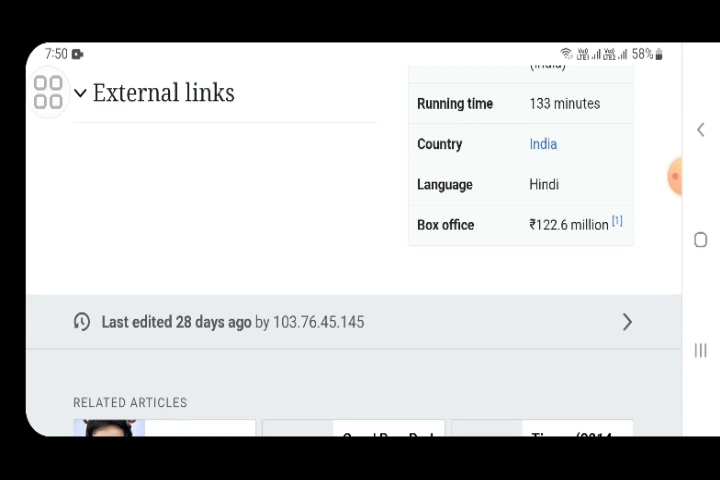 7:50
58%
(India)
External links
Running time 133 minutes
Country India
Language Hindi
Box office ₹122.6 million [1]
Last edited 28 days ago by 103.76.45.145
RELATED ARTICLES